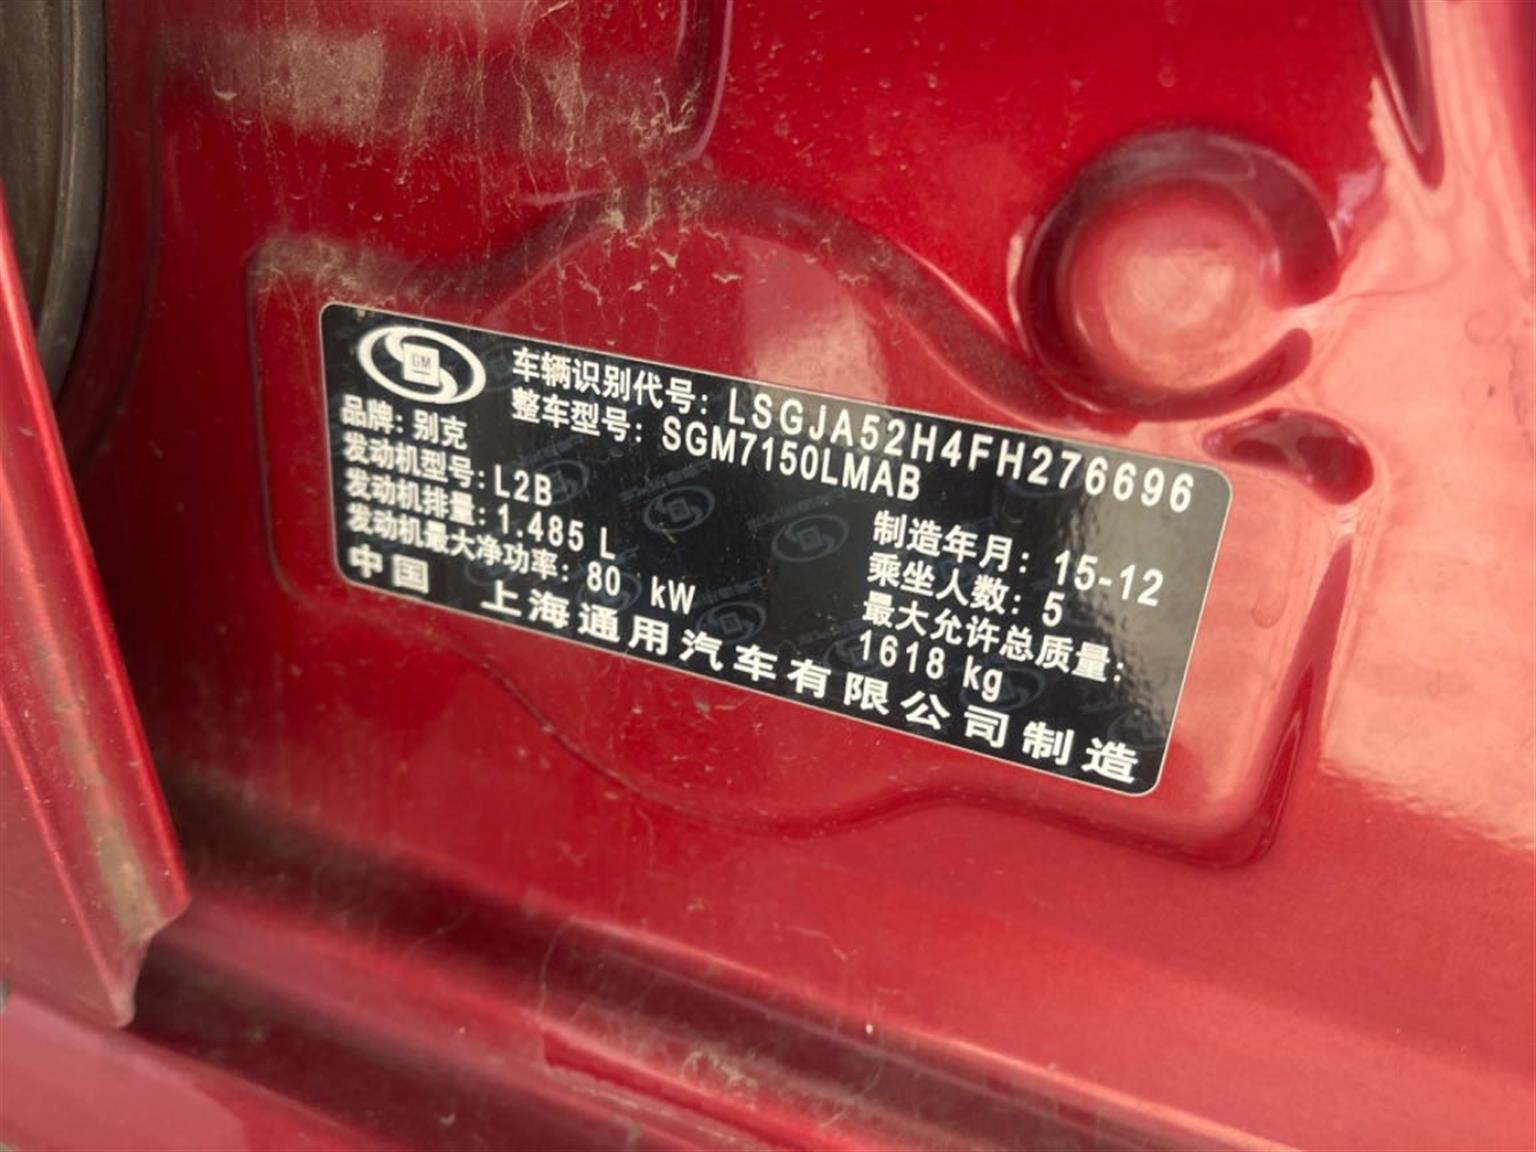 GM
车辆识别代号: LSGJA52H4FH276696
整车型号: SGM7150LMAB
品牌: 别克
发动机型号: L2B
发动机排量: 1.485 L
发动机最大净功率: 80 kW
制造年月: 15-12
乘坐人数: 5
最大允许总质量:
1618 kg
中国 上海通用汽车有限公司制造